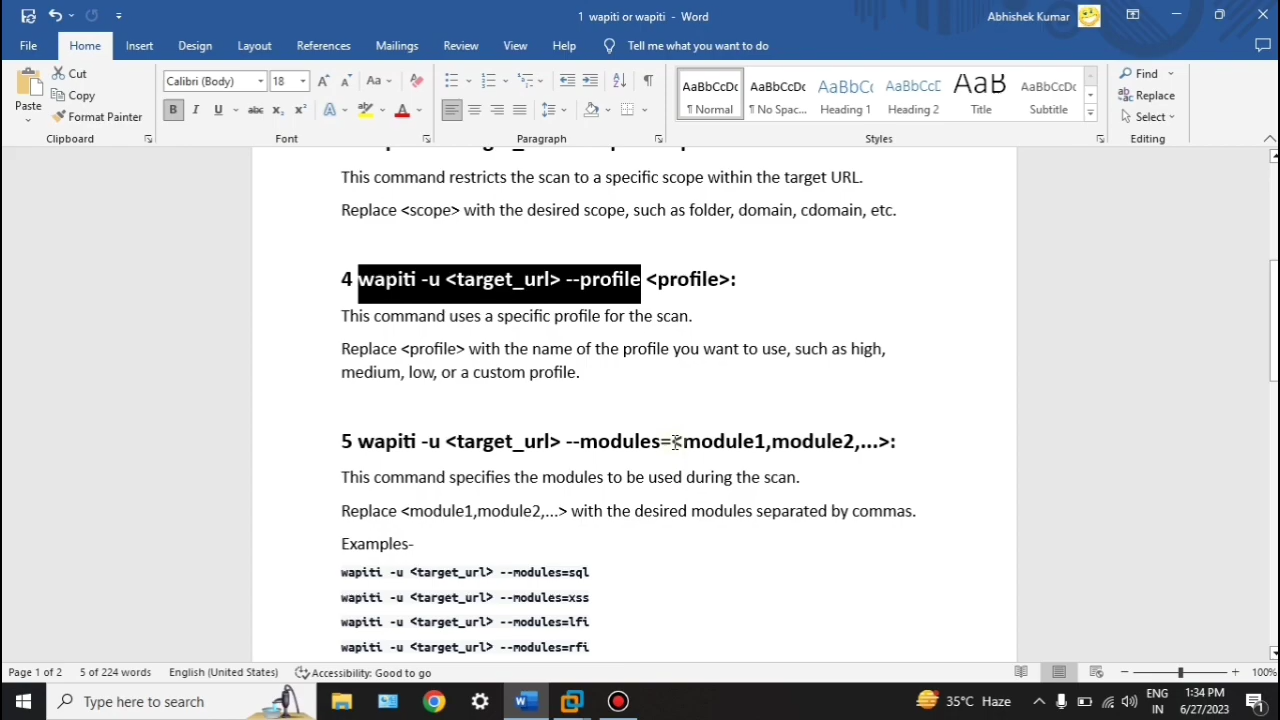 1 wapiti or wapiti - Word
Abhishek Kumar
File Home Insert Design Layout References Mailings Review View Help Tell me what you want to do
Cut
Copy
Format Painter
Paste
Calibri (Body) 18
Clipboard
Font
Paragraph
AaBbCcDc AaBbCcDc AaBbCc AaBbCcD AaB AaBbCcD
¶ Normal ¶ No Spac... Heading 1 Heading 2 Title Subtitle
Styles
Find
Replace
Select
Editing
This command restricts the scan to a specific scope within the target URL.
Replace <scope> with the desired scope, such as folder, domain, cdomain, etc.
4 wapiti -u <target_url> --profile <profile>:
This command uses a specific profile for the scan.
Replace <profile> with the name of the profile you want to use, such as high,
medium, low, or a custom profile.
5 wapiti -u <target_url> --modules=<module1,module2,...>:
This command specifies the modules to be used during the scan.
Replace <module1,module2,...> with the desired modules separated by commas.
Examples-
wapiti -u <target_url> --modules=sql
wapiti -u <target_url> --modules=xss
wapiti -u <target_url> --modules=lfi
wapiti -u <target_url> --modules=rfi
Page 1 of 2 5 of 224 words English (United States) Accessibility: Good to go 100%
Type here to search
35°C Haze
ENG
IN
1:34 PM
6/27/2023